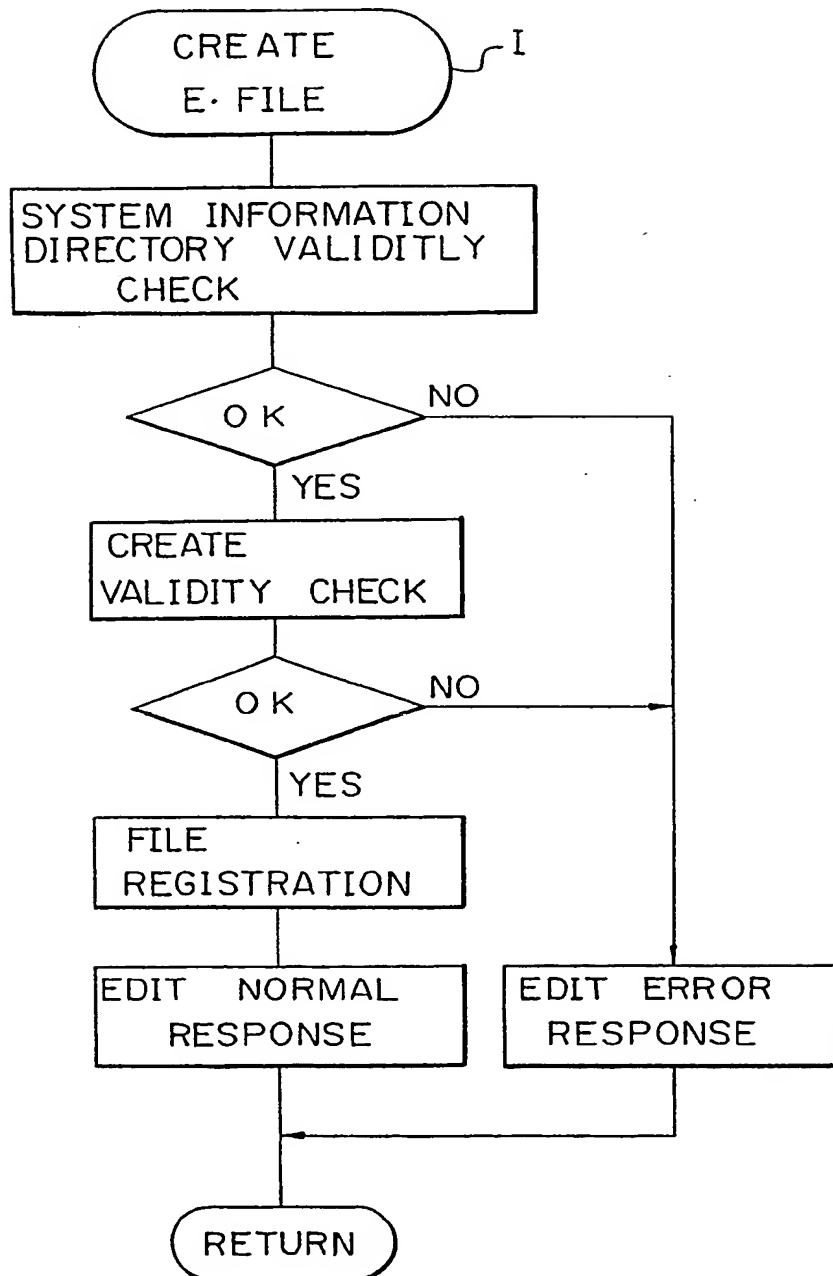 CREATE
E. FILE
I
SYSTEM INFORMATION
DIRECTORY VALIDITLY
CHECK
OK
NO
YES
CREATE
VALIDITY CHECK
OK
NO
YES
FILE
REGISTRATION
EDIT NORMAL
RESPONSE
EDIT ERROR
RESPONSE
RETURN